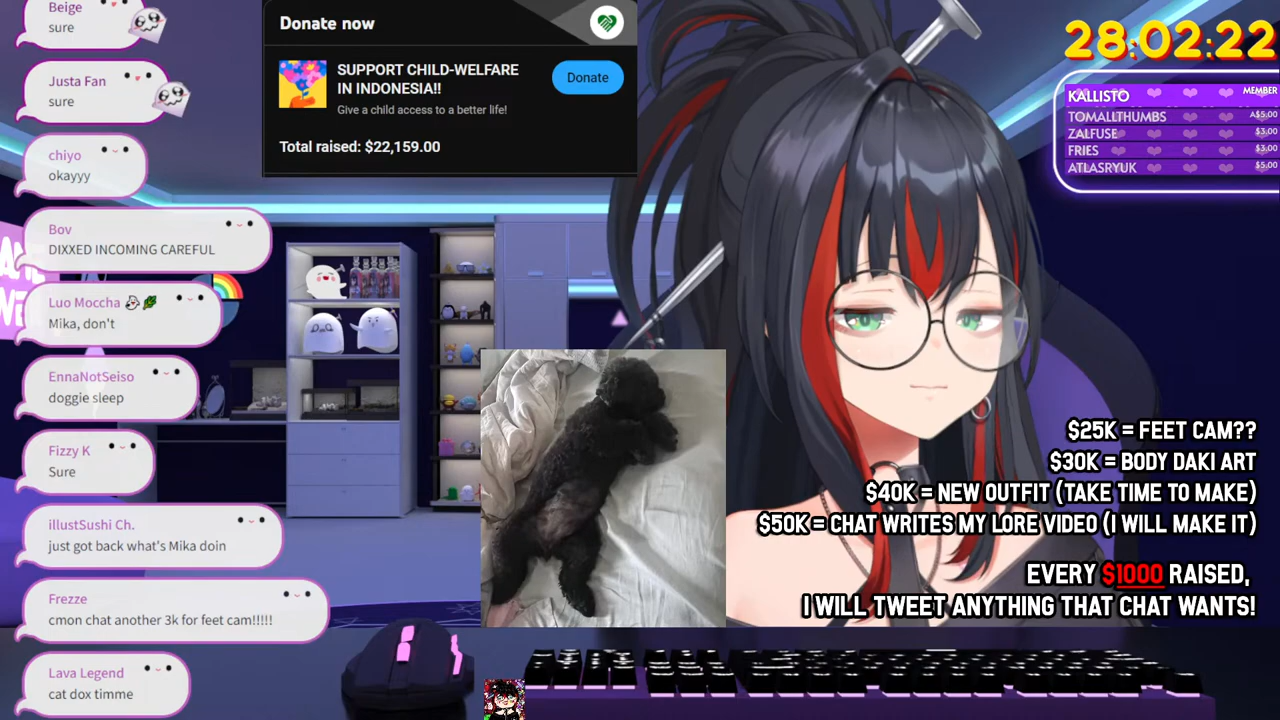 Beige
sure
Justa Fan
sure
chiyo
okayyy
Bov
DIXXED INCOMING CAREFUL
Luo Moccha
Mika, don't
EnnaNotSeiso
doggie sleep
Fizzy K
Sure
illustSushi Ch.
just got back what's Mika doin
Frezze
cmon chat another 3k for feet cam!!!!!
Lava Legend
cat dox timme
Donate now
SUPPORT CHILD-WELFARE
IN INDONESIA!!
Give a child access to a better life!
Donate
Total raised: $22,159.00
28:02:22
KALLISTO MEMBER
TOMALLTHUMBS A$5.00
ZALFUSE $3.00
FRIES $3.00
ATLASRYUK $5.00
$25K = FEET CAM??
$30K = BODY DAKI ART
$40K = NEW OUTFIT (TAKE TIME TO MAKE)
$50K = CHAT WRITES MY LORE VIDEO (I WILL MAKE IT)
EVERY $1000 RAISED,
I WILL TWEET ANYTHING THAT CHAT WANTS!